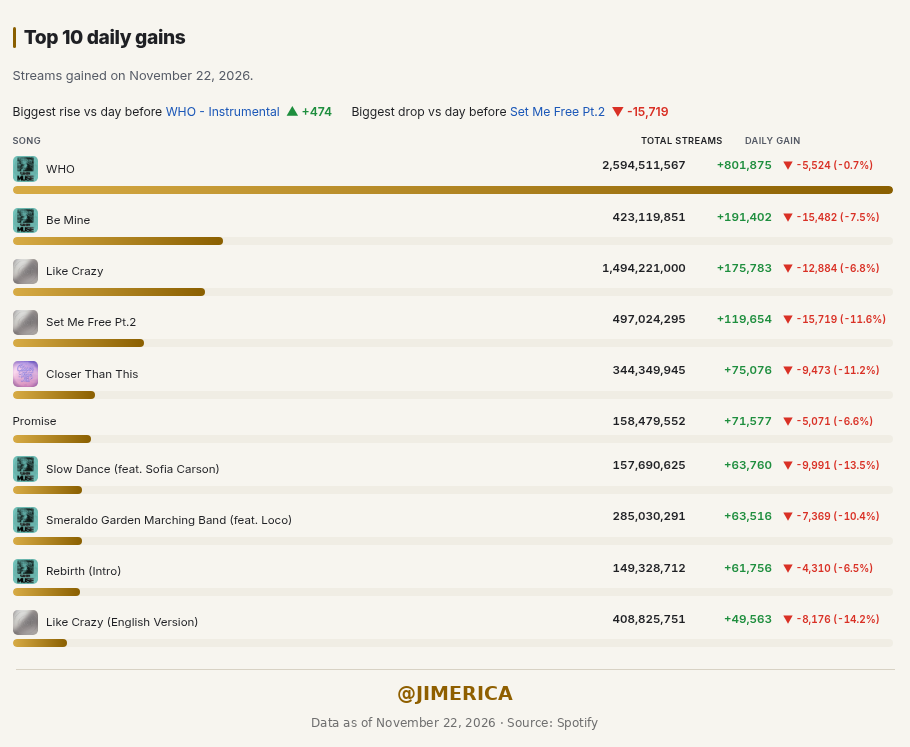 Top 10 daily gains
Streams gained on November 22, 2026.
Biggest rise vs day before WHO - Instrumental ▲ +474 Biggest drop vs day before Set Me Free Pt.2 ▼ -15,719
SONG TOTAL STREAMS DAILY GAIN
WHO 2,594,511,567 +801,875 ▼ -5,524 (-0.7%)
Be Mine 423,119,851 +191,402 ▼ -15,482 (-7.5%)
Like Crazy 1,494,221,000 +175,783 ▼ -12,884 (-6.8%)
Set Me Free Pt.2 497,024,295 +119,654 ▼ -15,719 (-11.6%)
Closer Than This 344,349,945 +75,076 ▼ -9,473 (-11.2%)
Promise 158,479,552 +71,577 ▼ -5,071 (-6.6%)
Slow Dance (feat. Sofia Carson) 157,690,625 +63,760 ▼ -9,991 (-13.5%)
Smeraldo Garden Marching Band (feat. Loco) 285,030,291 +63,516 ▼ -7,369 (-10.4%)
Rebirth (Intro) 149,328,712 +61,756 ▼ -4,310 (-6.5%)
Like Crazy (English Version) 408,825,751 +49,563 ▼ -8,176 (-14.2%)
@JIMERICA
Data as of November 22, 2026 · Source: Spotify